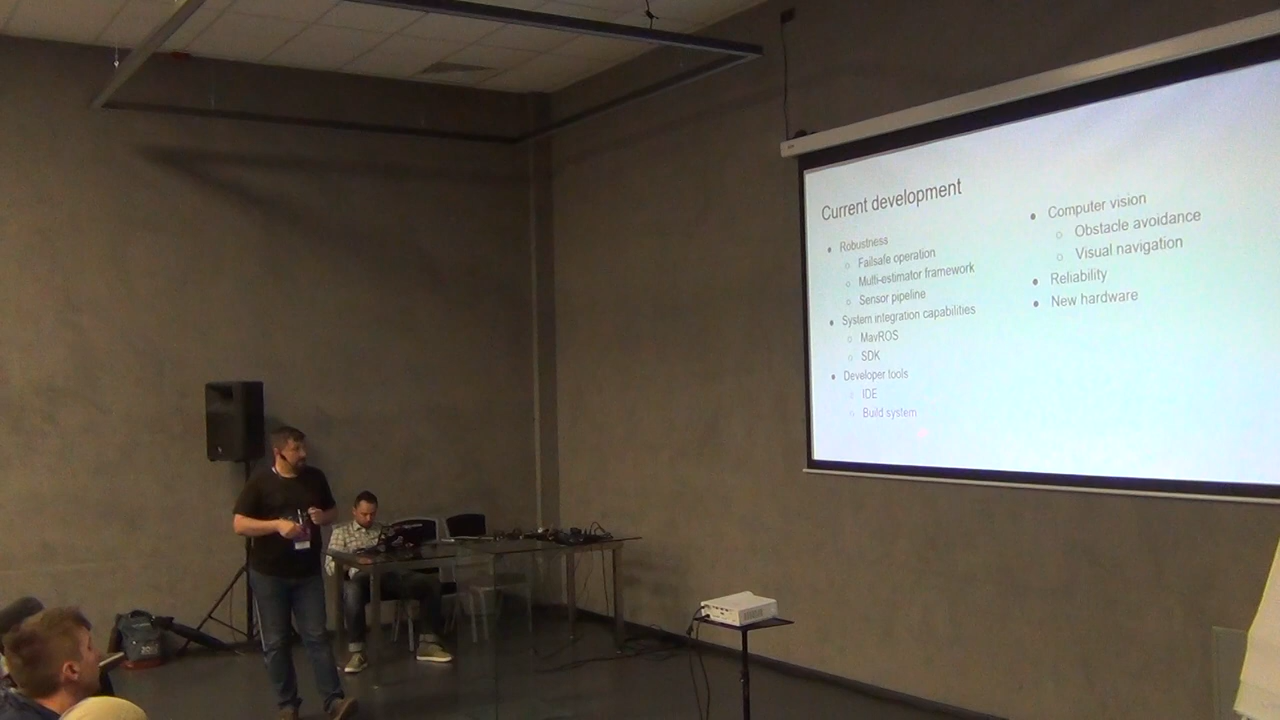 Current development
Robustness
Failsafe operation
Multi-estimator framework
Sensor pipeline
System integration capabilities
MavROS
SDK
Developer tools
IDE
Build system
Computer vision
Obstacle avoidance
Visual navigation
Reliability
New hardware